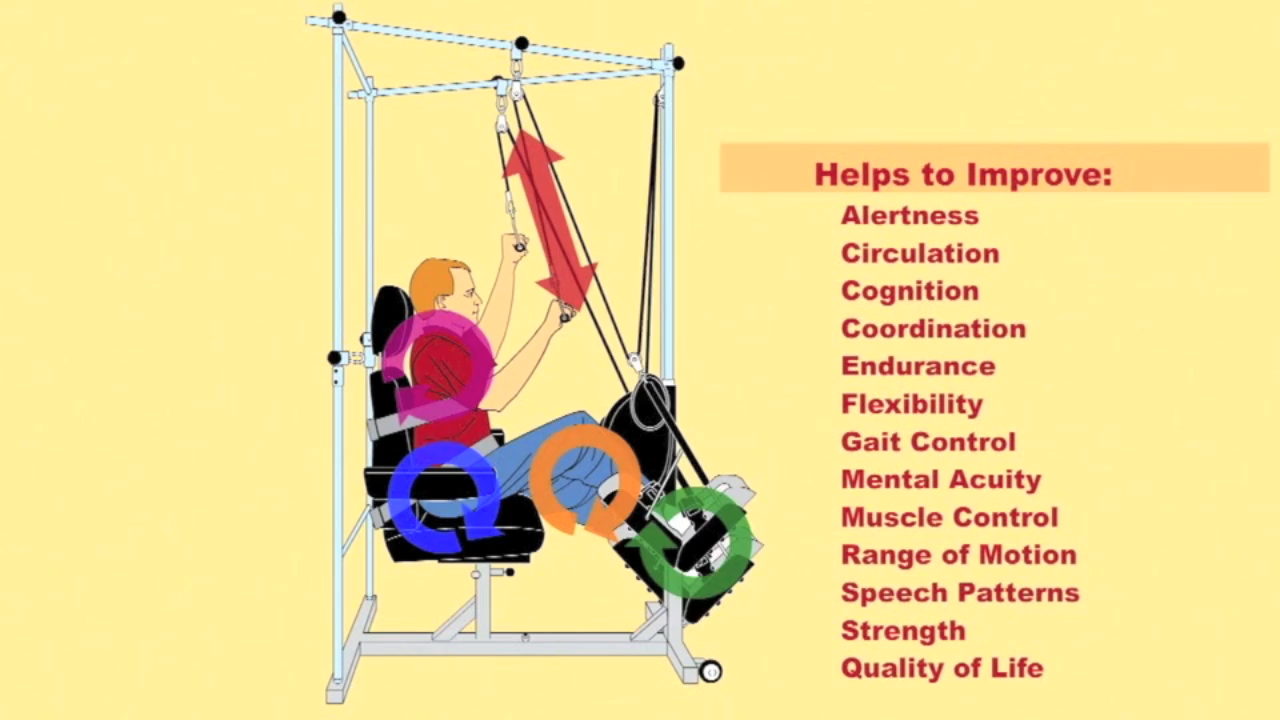 Helps to Improve:
Alertness
Circulation
Cognition
Coordination
Endurance
Flexibility
Gait Control
Mental Acuity
Muscle Control
Range of Motion
Speech Patterns
Strength
Quality of Life